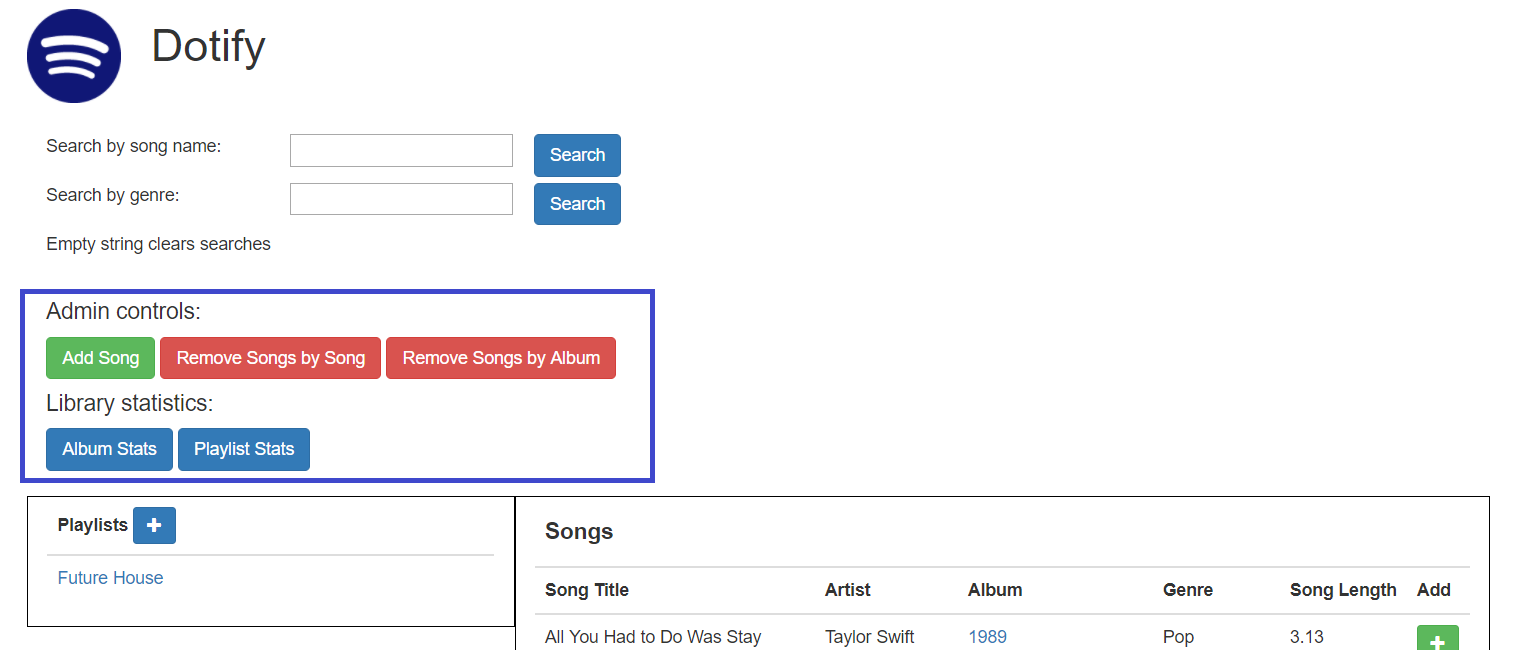 Dotify
Search by song name:
Search
Search by genre:
Search
Empty string clears searches
Admin controls:
Add Song Remove Songs by Song Remove Songs by Album
Library statistics:
Album Stats Playlist Stats
Playlists +
Future House
Songs
Song Title Artist Album Genre Song Length Add
All You Had to Do Was Stay Taylor Swift 1989 Pop 3.13 +